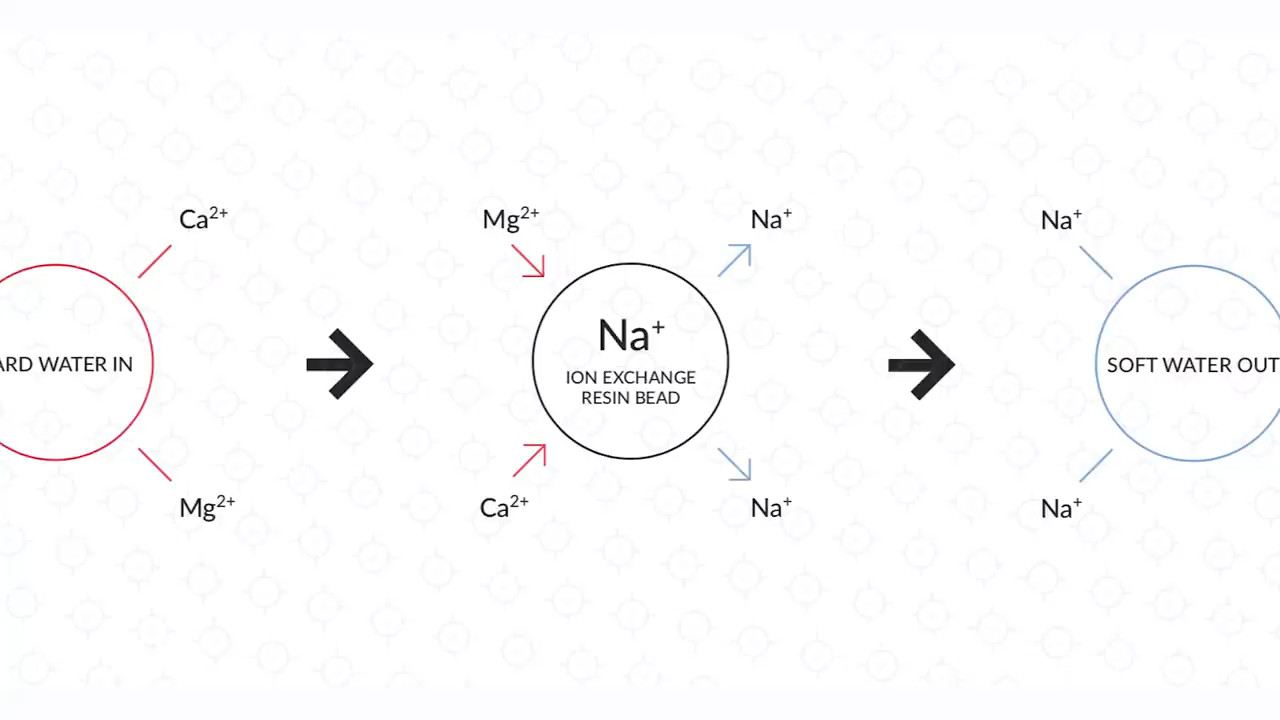 Ca²⁺
ARD WATER IN
Mg²⁺
Mg²⁺
Na⁺
Na⁺
ION EXCHANGE
RESIN BEAD
Ca²⁺
Na⁺
Na⁺
SOFT WATER OUT
Na⁺